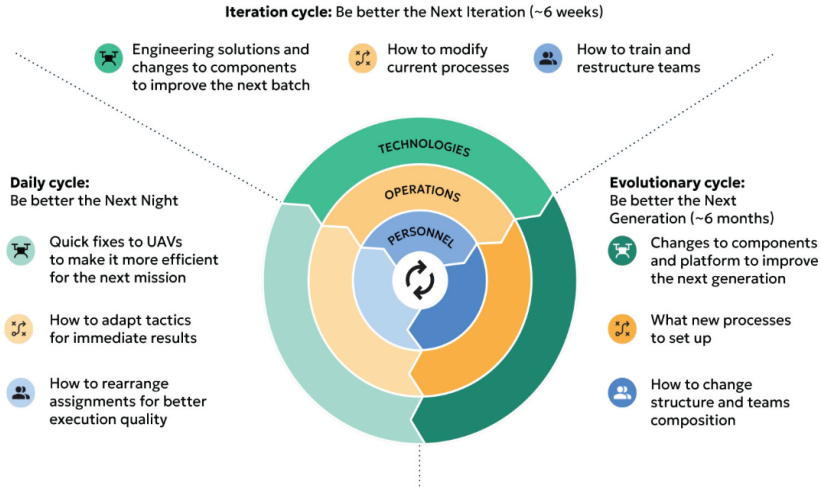 Iteration cycle: Be better the Next Iteration (~6 weeks)
Engineering solutions and
changes to components
to improve the next batch
How to modify
current processes
How to train and
restructure teams
TECHNOLOGIES
OPERATIONS
PERSONNEL
Daily cycle:
Be better the Next Night
Quick fixes to UAVs
to make it more efficient
for the next mission
How to adapt tactics
for immediate results
How to rearrange
assignments for better
execution quality
Evolutionary cycle:
Be better the Next
Generation (~6 months)
Changes to components
and platform to improve
the next generation
What new processes
to set up
How to change
structure and teams
composition